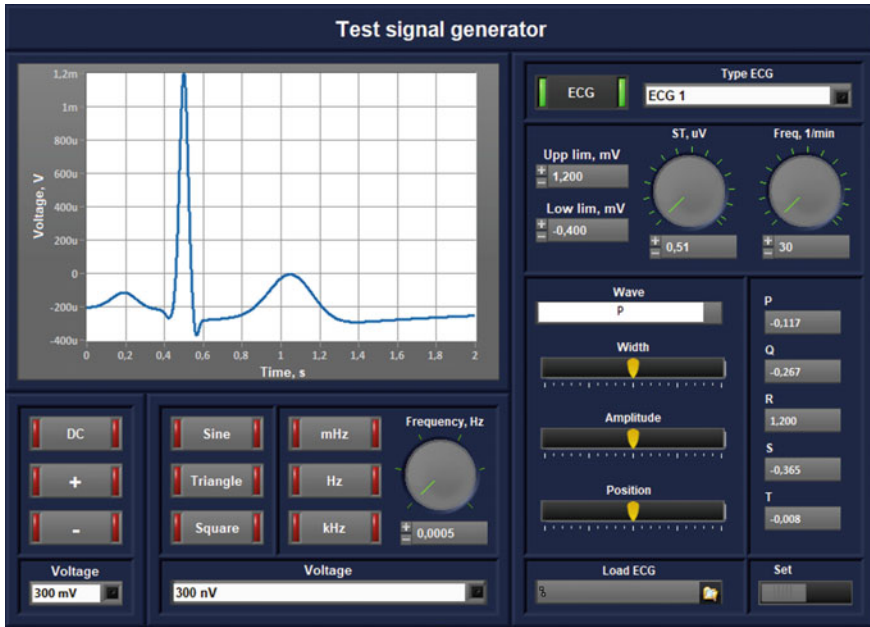 Test signal generator
1,2m
1m
800u
600u
400u
200u
0
-200u
-400u
Voltage, V
0 0,2 0,4 0,6 0,8 1 1,2 1,4 1,6 1,8 2
Time, s
ECG
Type ECG
ECG 1
Upp lim, mV
+
-
1,200
Low lim, mV
+
-
-0,400
ST, uV
+
-
0,51
Freq, 1/min
+
-
30
Wave
P
Width
Amplitude
Position
P
-0,117
Q
-0,267
R
1,200
S
-0,365
T
-0,008
DC
+
-
Sine
Triangle
Square
mHz
Hz
kHz
Frequency, Hz
+
-
0,0005
Voltage
300 mV
Voltage
300 nV
Load ECG
%
Set